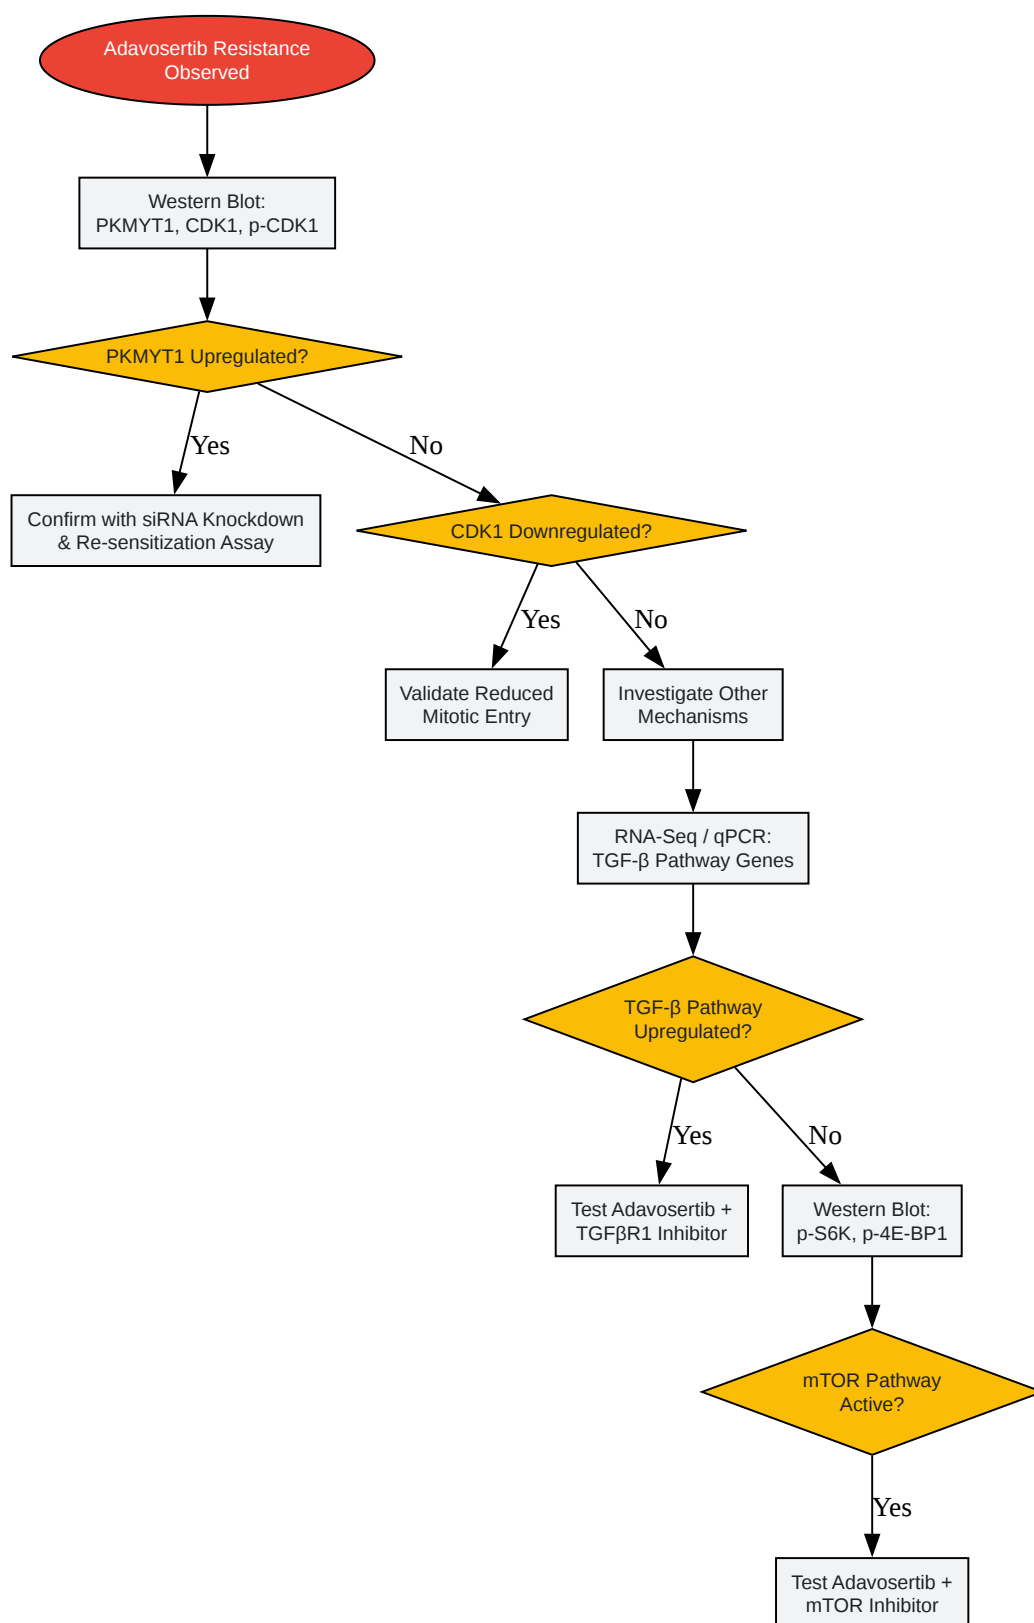 Adavosertib Resistance
Observed
Western Blot:
PKMYT1, CDK1, p-CDK1
PKMYT1 Upregulated?
Yes
No
Confirm with siRNA Knockdown
& Re-sensitization Assay
CDK1 Downregulated?
Yes
No
Validate Reduced
Mitotic Entry
Investigate Other
Mechanisms
RNA-Seq / qPCR:
TGF-β Pathway Genes
TGF-β Pathway
Upregulated?
Yes
No
Test Adavosertib +
TGFβR1 Inhibitor
Western Blot:
p-S6K, p-4E-BP1
mTOR Pathway
Active?
Yes
Test Adavosertib +
mTOR Inhibitor